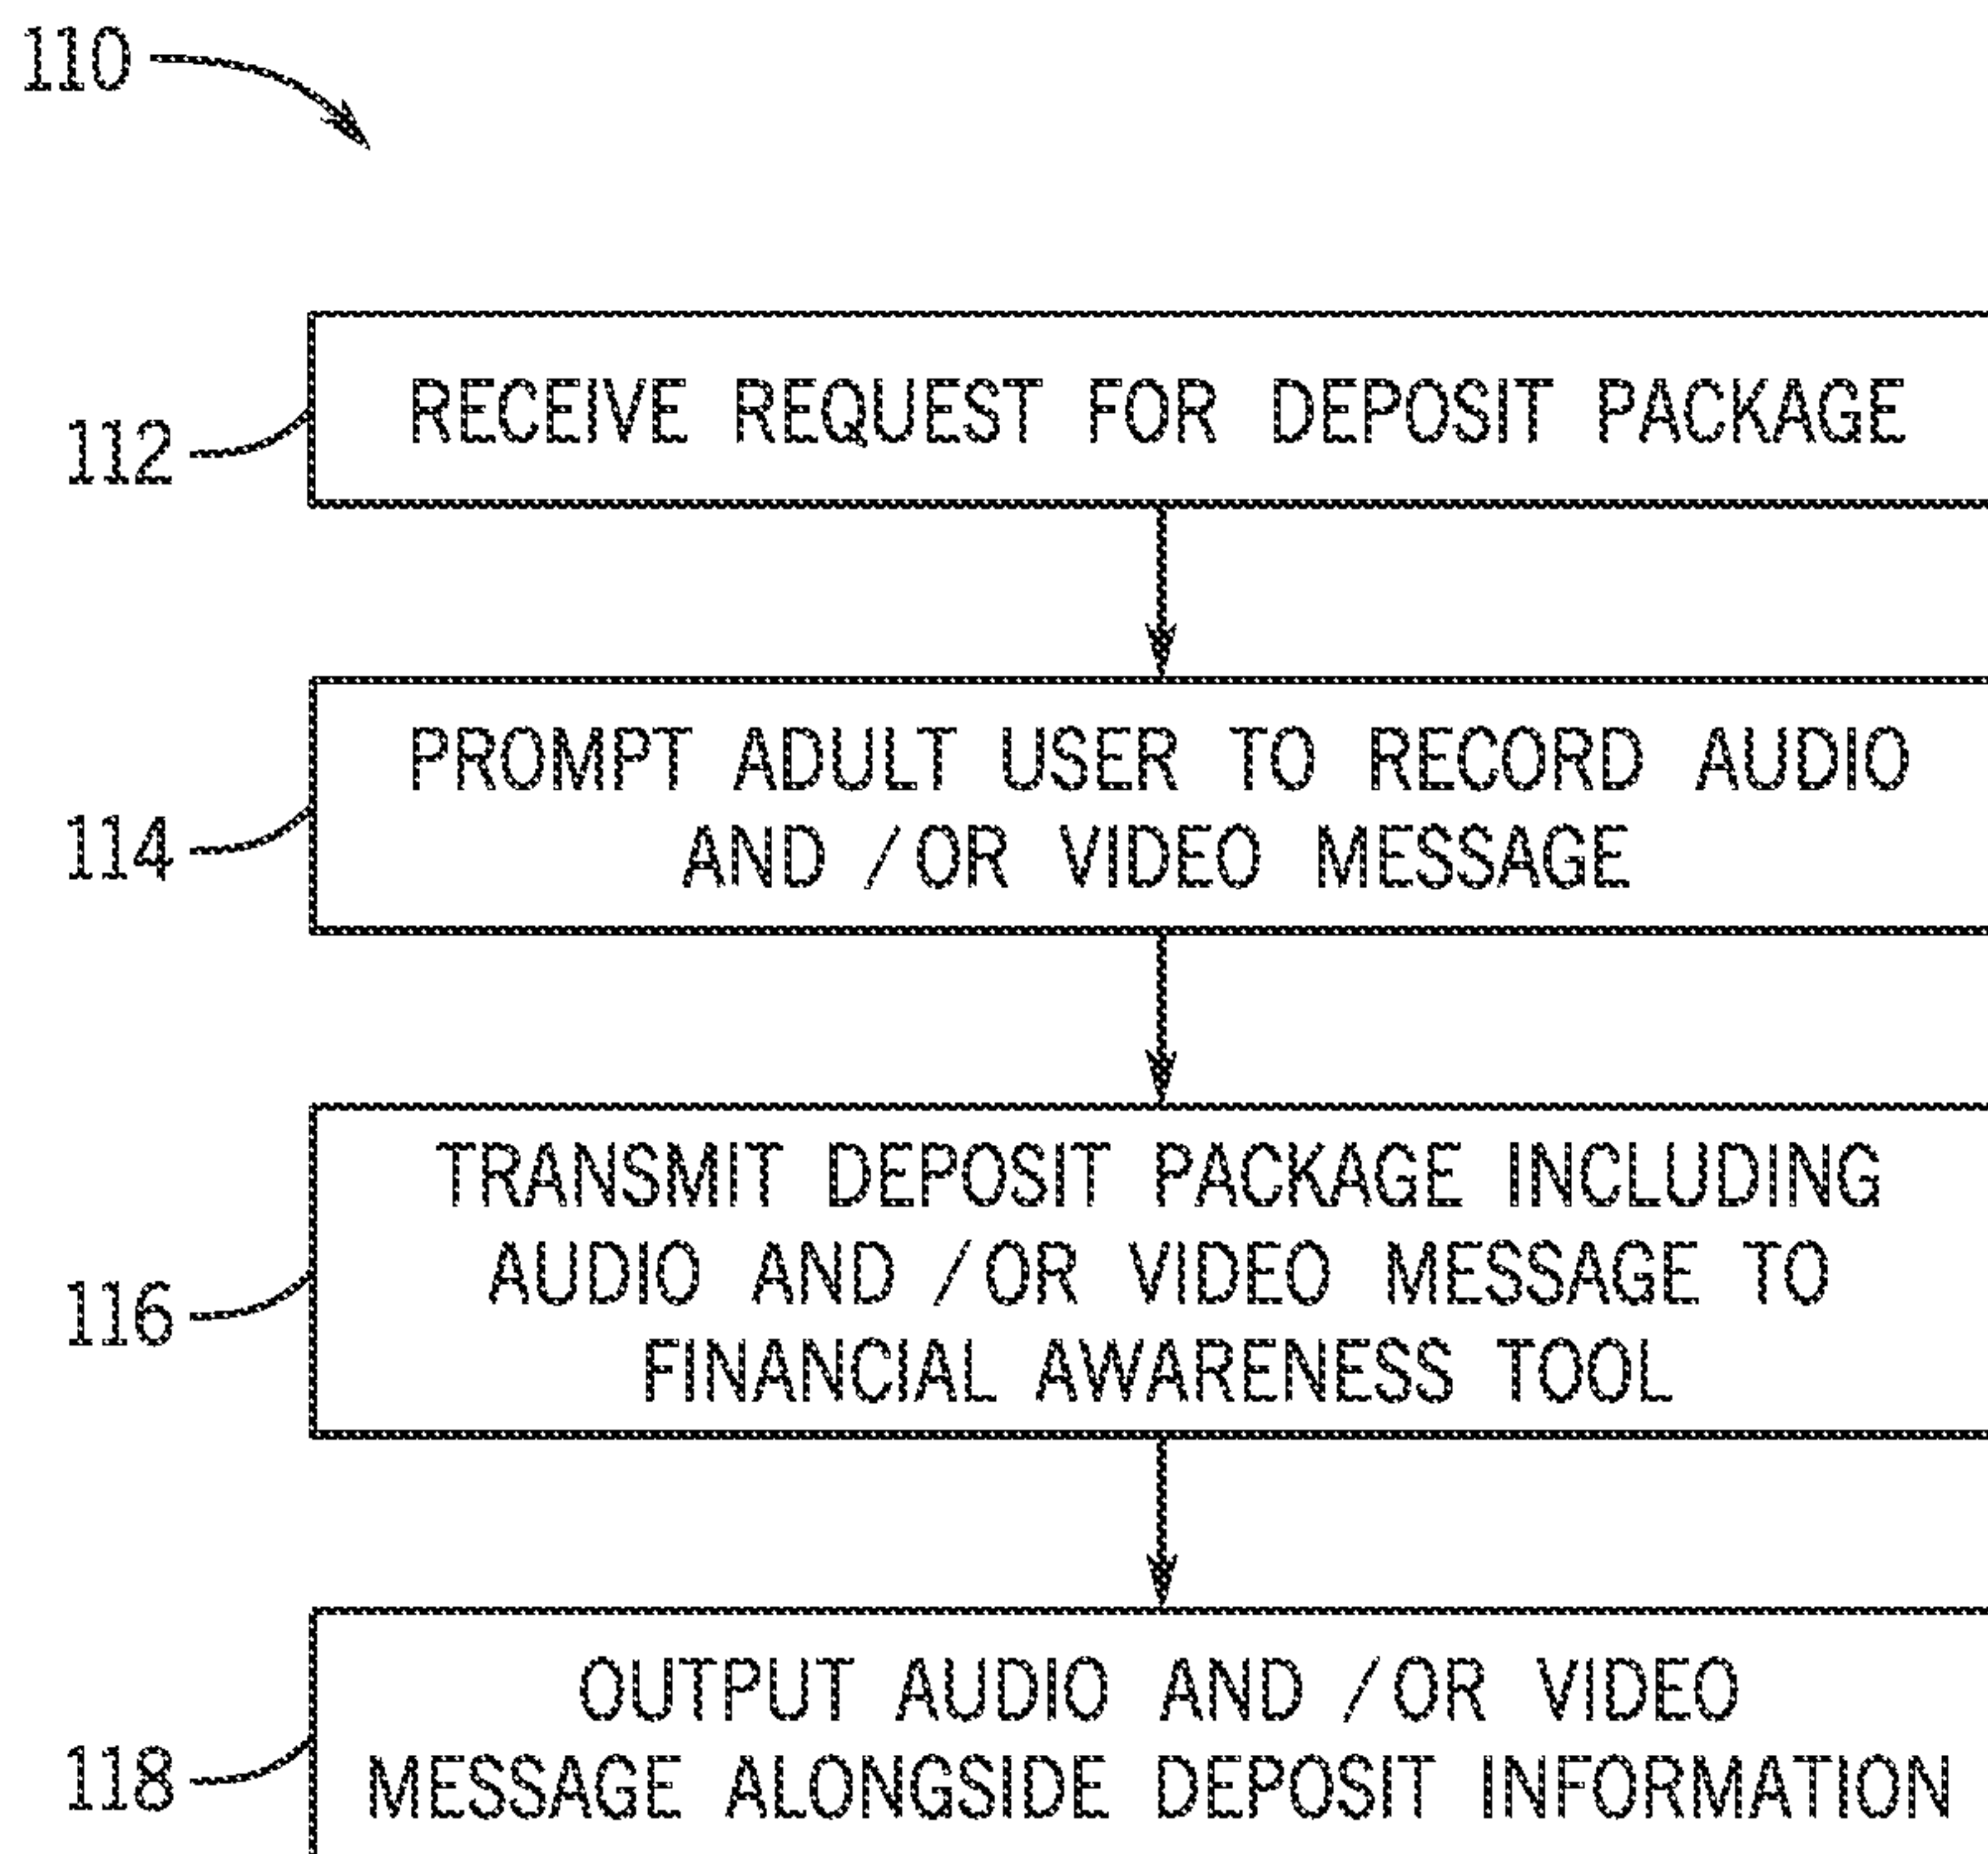 110
112
RECEIVE REQUEST FOR DEPOSIT PACKAGE
114
PROMPT ADULT USER TO RECORD AUDIO
AND /OR VIDEO MESSAGE
116
TRANSMIT DEPOSIT PACKAGE INCLUDING
AUDIO AND /OR VIDEO MESSAGE TO
FINANCIAL AWARENESS TOOL
118
OUTPUT AUDIO AND /OR VIDEO
MESSAGE ALONGSIDE DEPOSIT INFORMATION